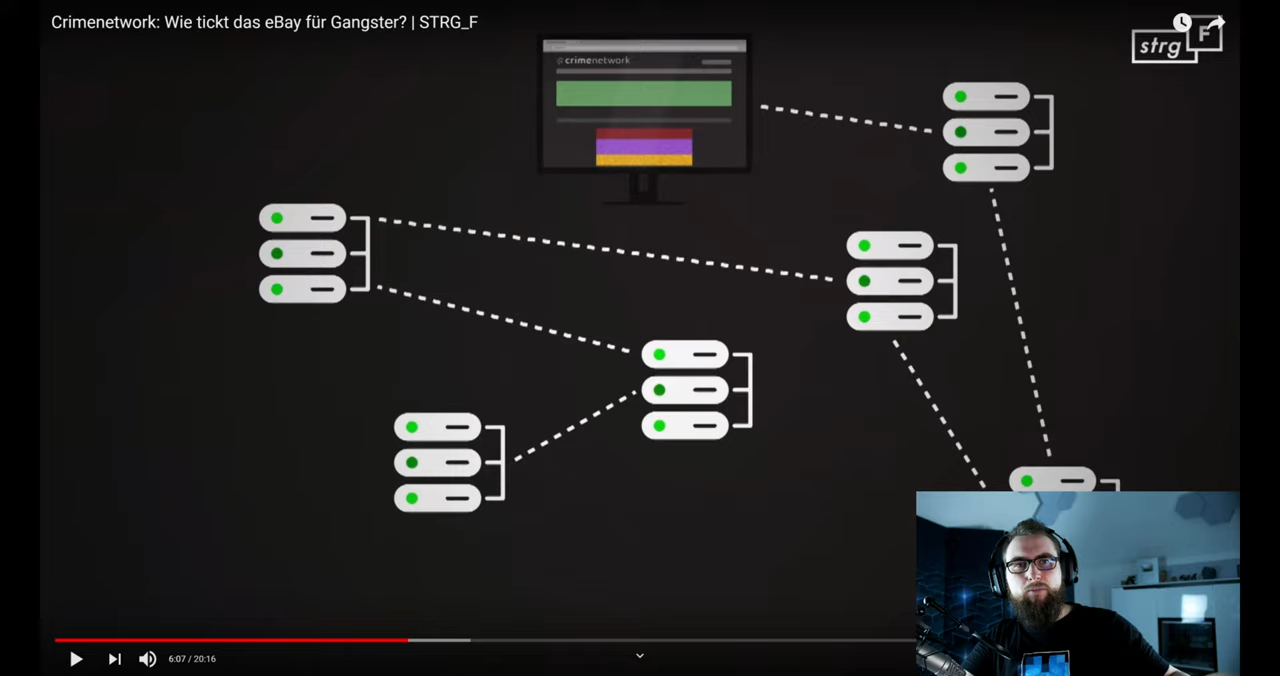 Crimenetwork: Wie tickt das eBay für Gangster? | STRG_F
strg
F
crimenetwork
6:07 / 20:16